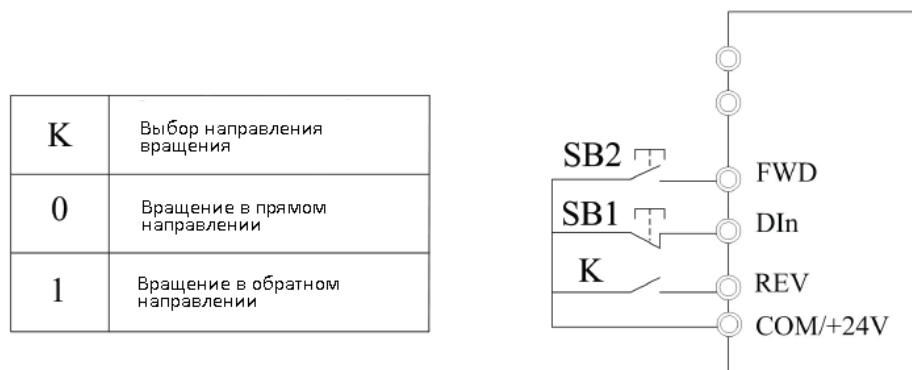 K
Выбор направления
вращения
0
Вращение в прямом
направлении
1
Вращение в обратном
направлении
SB2
FWD
SB1
DIn
K
REV
COM/+24V